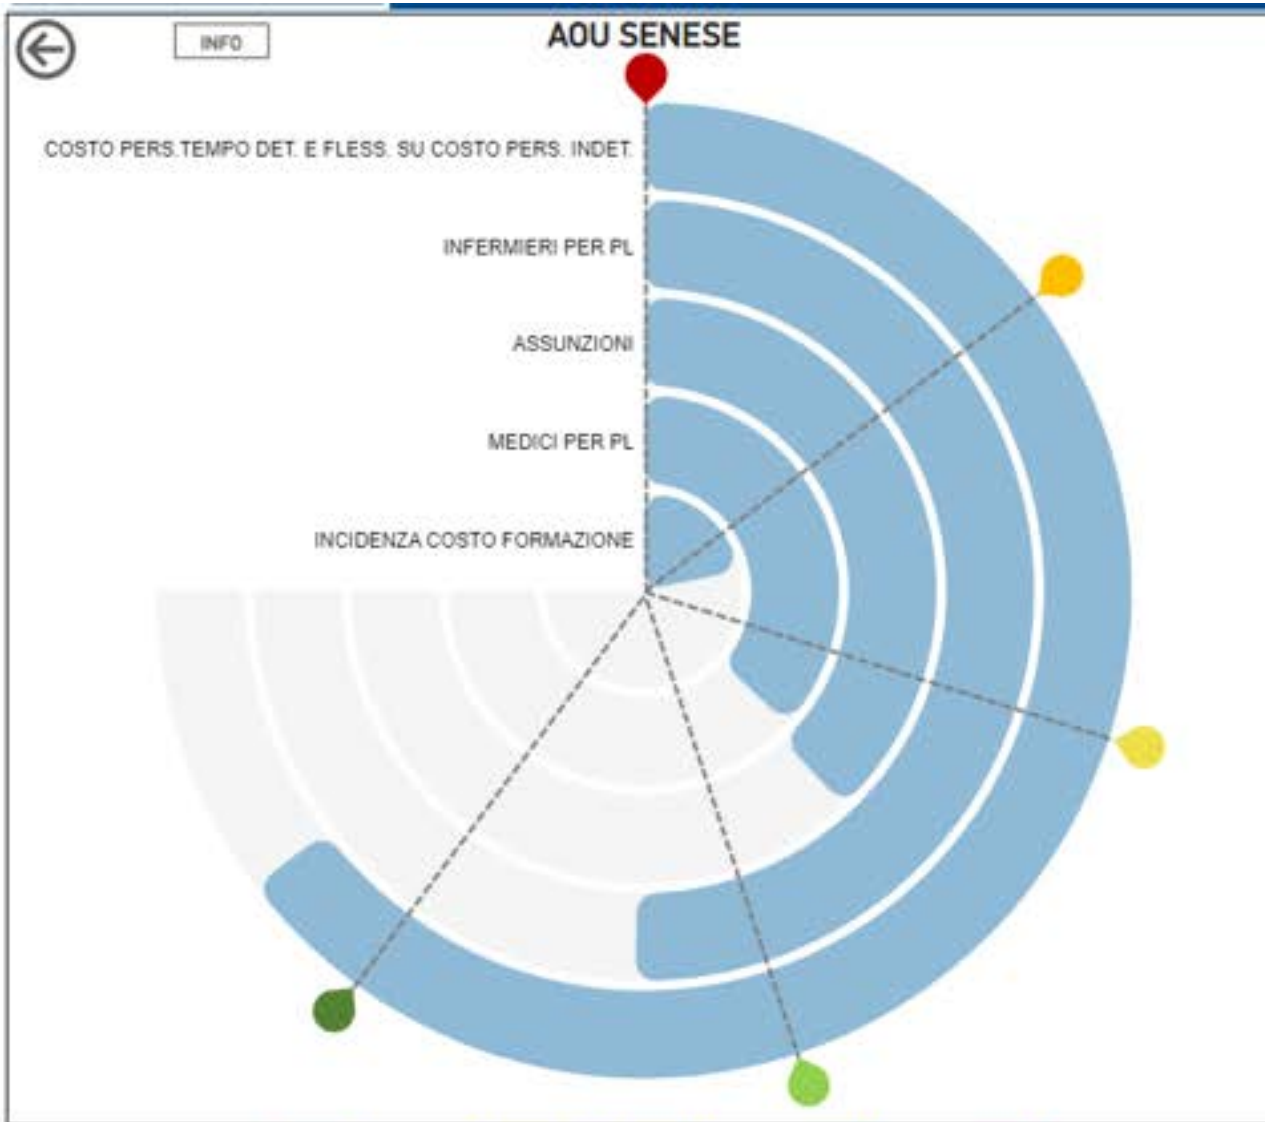 INFO
AOU SENESE
COSTO PERS.TEMPO DET. E FLESS. SU COSTO PERS. INDET.
INFERMIERI PER PL
ASSUNZIONI
MEDICI PER PL
INCIDENZA COSTO FORMAZIONE